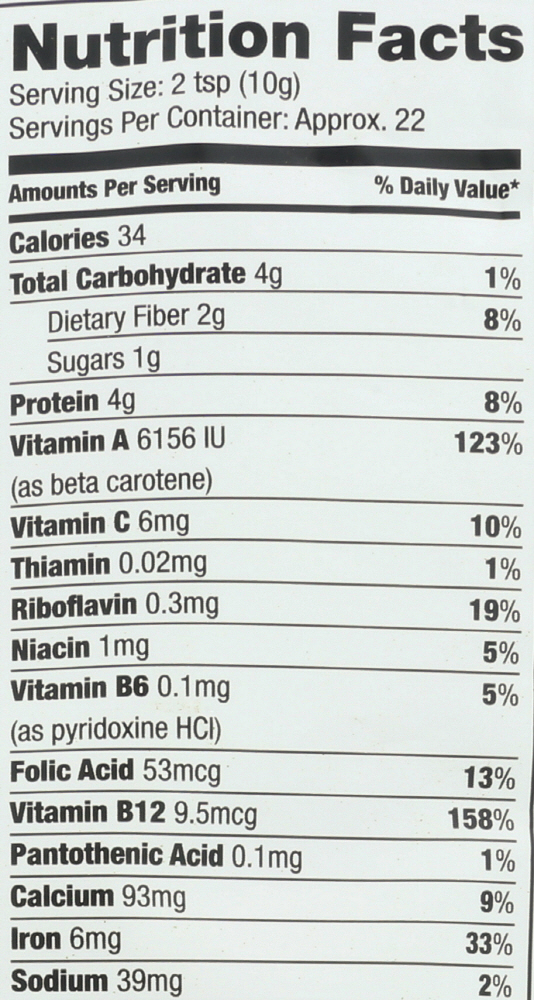 Nutrition Facts
Serving Size: 2 tsp (10g)
Servings Per Container: Approx. 22
Amounts Per Serving % Daily Value*
Calories 34
Total Carbohydrate 4g 1%
Dietary Fiber 2g 8%
Sugars 1g
Protein 4g 8%
Vitamin A 6156 IU 123%
(as beta carotene)
Vitamin C 6mg 10%
Thiamin 0.02mg 1%
Riboflavin 0.3mg 19%
Niacin 1mg 5%
Vitamin B6 0.1mg 5%
(as pyridoxine HCl)
Folic Acid 53mcg 13%
Vitamin B12 9.5mcg 158%
Pantothenic Acid 0.1mg 1%
Calcium 93mg 9%
Iron 6mg 33%
Sodium 39mg 2%